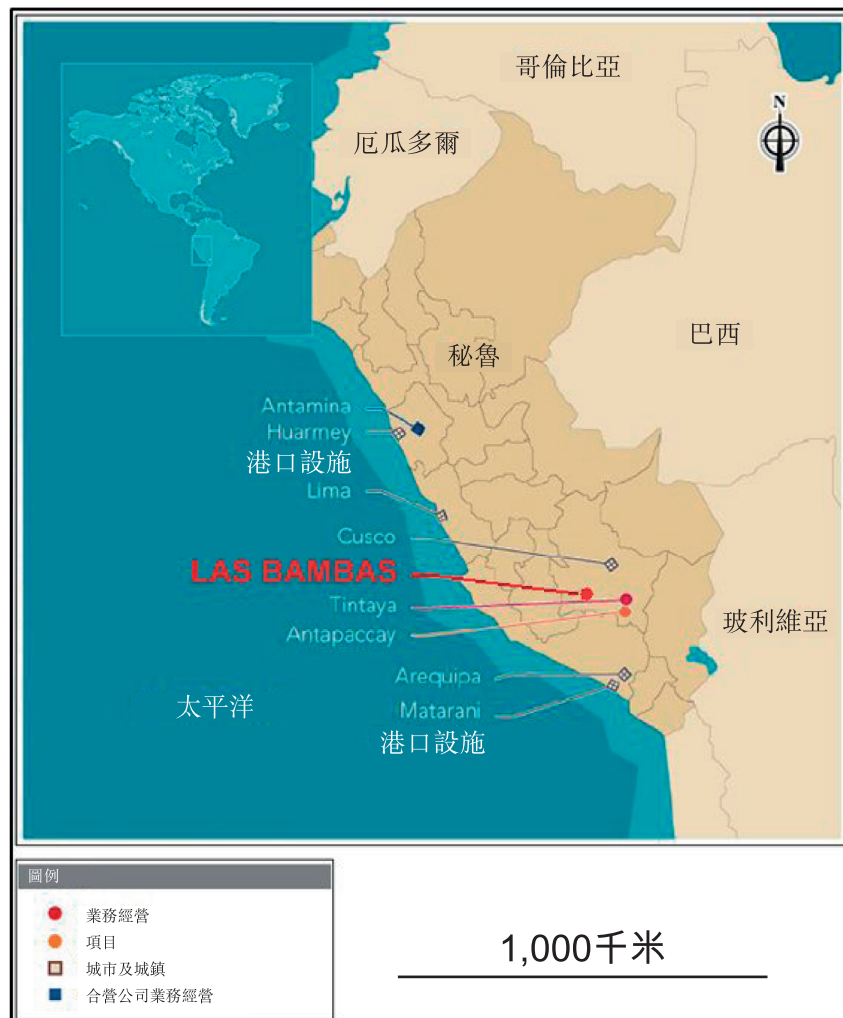 哥倫比亞
N
厄瓜多爾
巴西
秘魯
Antamina
Huarmey
港口設施
Lima
Cusco
LAS BAMBAS
Tintaya
Antapaccay
玻利維亞
Arequipa
太平洋
Matarani
港口設施
圖例
業務經營
項目
城市及城鎮
合營公司業務經營
1,000千米